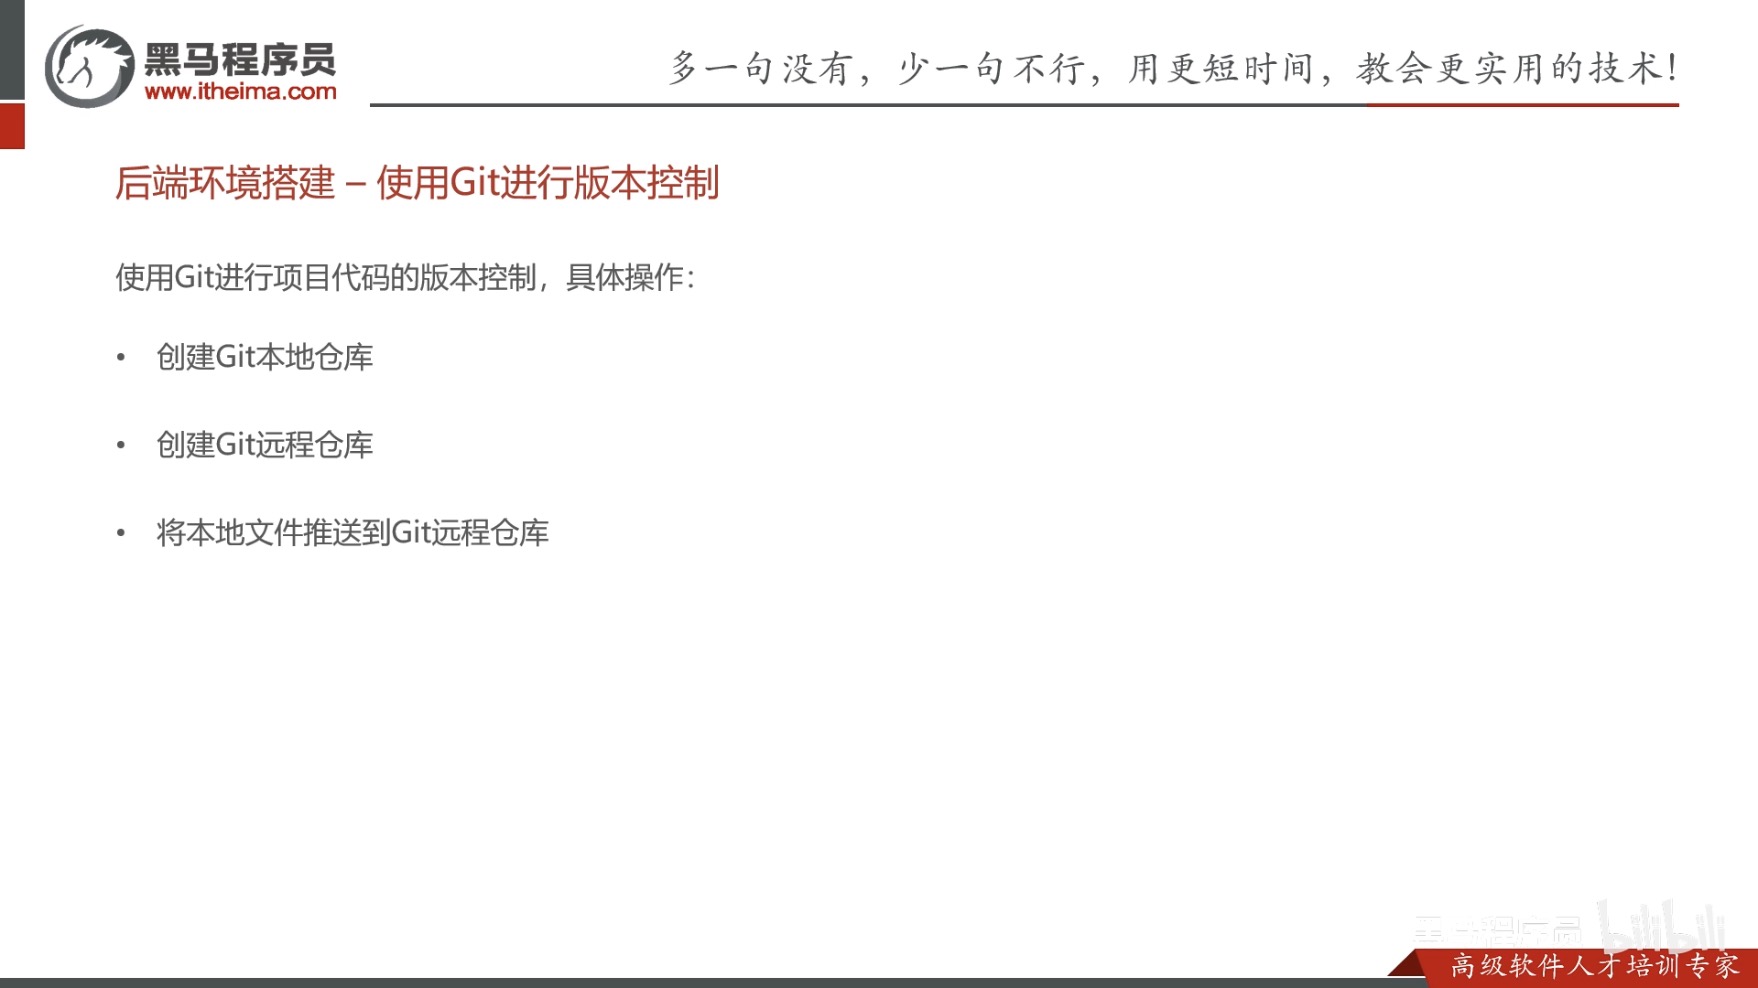 黑马程序员
www.itheima.com
多一句没有，少一句不行，用更短时间，教会更实用的技术！
后端环境搭建 – 使用Git进行版本控制
使用Git进行项目代码的版本控制，具体操作：
• 创建Git本地仓库
• 创建Git远程仓库
• 将本地文件推送到Git远程仓库
黑马程序员 bilibili
高级软件人才培训专家